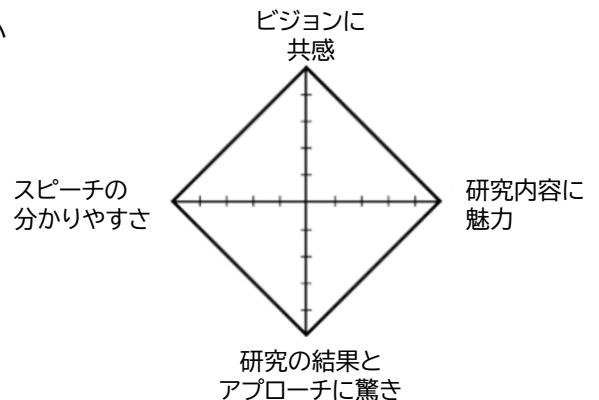 ビジョンに
共感
スピーチの
分かりやすさ
研究内容に
魅力
研究の結果と
アプローチに驚き